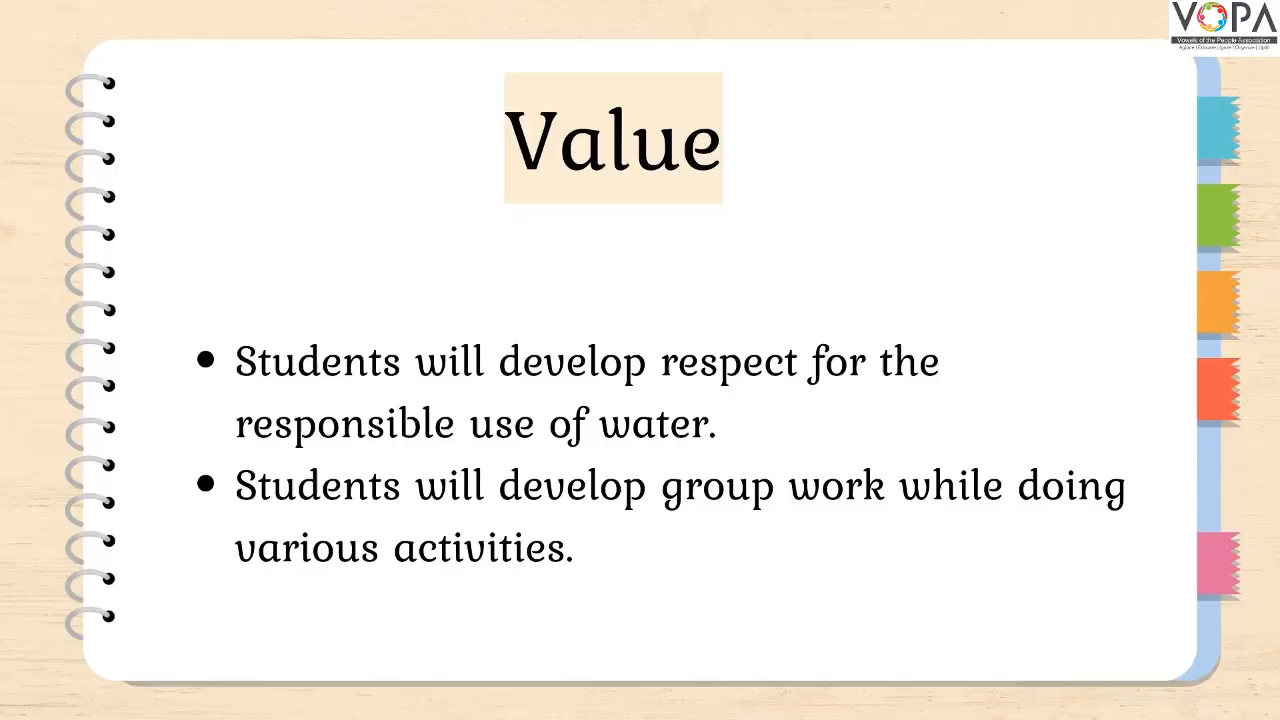 VOPA
Vowels of the People Association
Value
• Students will develop respect for the
responsible use of water.
• Students will develop group work while doing
various activities.